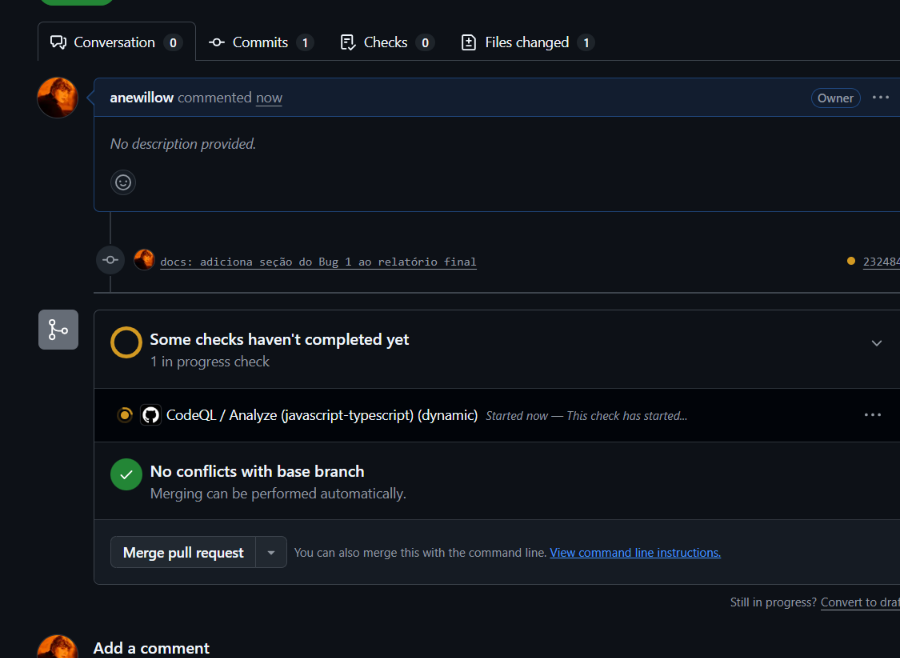 Conversation 0 Commits 1 Checks 0 Files changed 1
anewillow commented now Owner
No description provided.
docs: adiciona seção do Bug 1 ao relatório final 232484
Some checks haven't completed yet
1 in progress check
CodeQL / Analyze (javascript-typescript) (dynamic) Started now — This check has started...
No conflicts with base branch
Merging can be performed automatically.
Merge pull request You can also merge this with the command line. View command line instructions.
Still in progress? Convert to draf
Add a comment